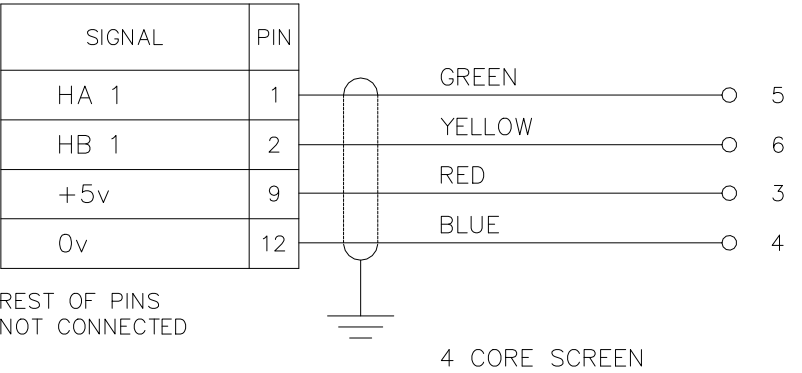 SIGNAL PIN
GREEN
HA 1 1 5
YELLOW
HB 1 2 6
RED
+5v 9 3
BLUE
0v 12 4
REST OF PINS
NOT CONNECTED
4 CORE SCREEN